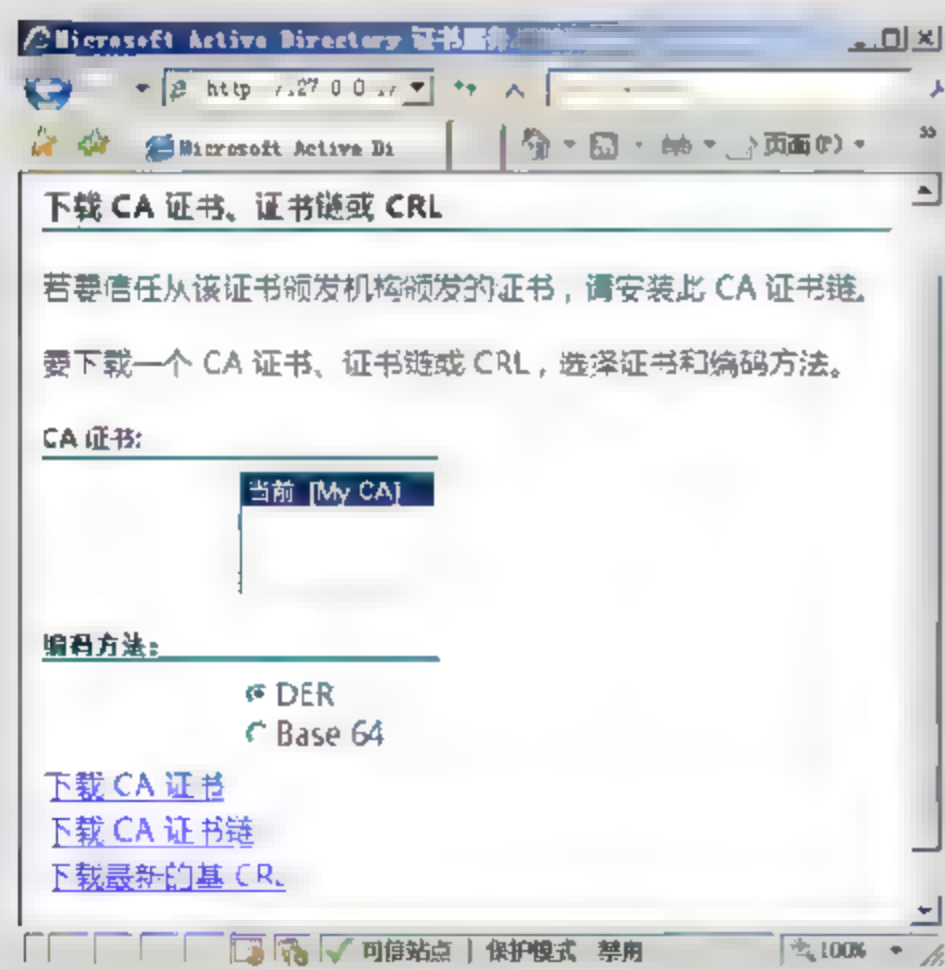 Microsoft Active Directory 证书服务
http
Microsoft Active Di
页面(P)
下载 CA 证书、证书链或 CRL
若要信任从该证书颁发机构颁发的证书，请安装此 CA 证书链。
要下载一个 CA 证书、证书链或 CRL，选择证书和编码方法。
CA 证书:
当前 [My CA]
编码方法:
DER
Base 64
下载 CA 证书
下载 CA 证书链
下载最新的基 CRL
可信站点 | 保护模式 禁用
100%